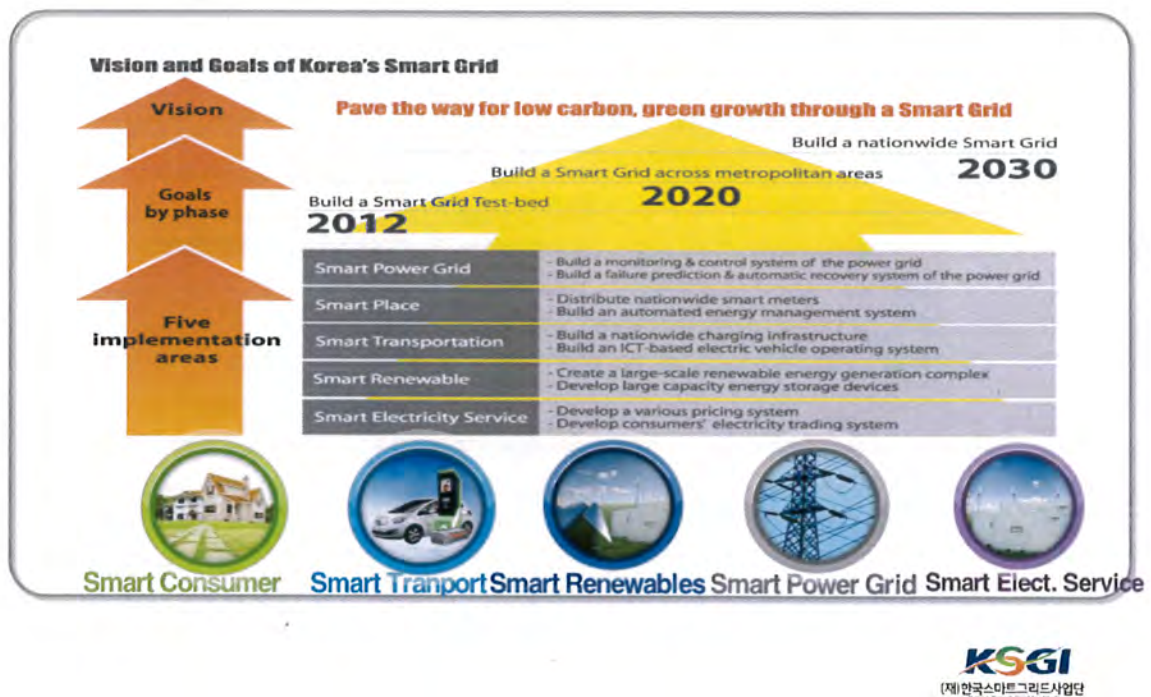 Vision and Goals of Korea's Smart Grid
Vision
Pave the way for low carbon, green growth through a Smart Grid
Goals
by phase
Build a Smart Grid Test-bed
2012
Build a Smart Grid across metropolitan areas
2020
Build a nationwide Smart Grid
2030
Five
implementation
areas
Smart Power Grid
- Build a monitoring & control system of the power grid
- Build a failure prediction & automatic recovery system of the power grid
Smart Place
- Distribute nationwide smart meters
- Build an automated energy management system
Smart Transportation
- Build a nationwide charging infrastructure
- Build an ICT-based electric vehicle operating system
Smart Renewable
- Create a large-scale renewable energy generation complex
- Develop large capacity energy storage devices
Smart Electricity Service
- Develop a various pricing system
- Develop consumers' electricity trading system
Smart Consumer
Smart Tranport
Smart Renewables
Smart Power Grid
Smart Elect. Service
KSGI
(재)한국스마트그리드사업단